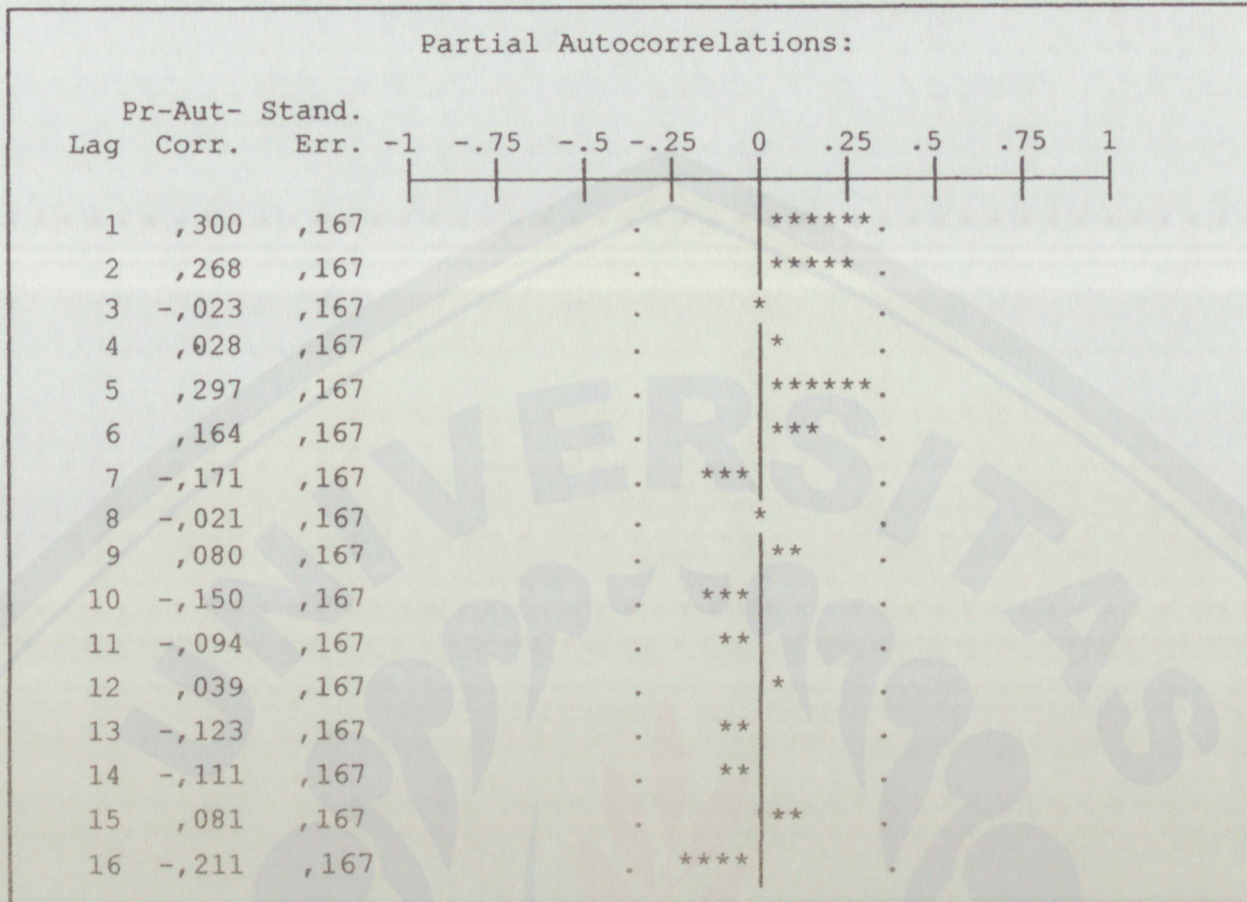 Partial Autocorrelations:
Pr-Aut- Stand.
Lag Corr. Err. -1 -.75 -.5 -.25 0 .25 .5 .75 1
1 ,300 ,167 . ****** .
2 ,268 ,167 . ***** .
3 -,023 ,167 . * .
4 ,028 ,167 . * .
5 ,297 ,167 . ****** .
6 ,164 ,167 . *** .
7 -,171 ,167 . *** .
8 -,021 ,167 . * .
9 ,080 ,167 . ** .
10 -,150 ,167 . *** .
11 -,094 ,167 . ** .
12 ,039 ,167 . * .
13 -,123 ,167 . ** .
14 -,111 ,167 . ** .
15 ,081 ,167 . ** .
16 -,211 ,167 . **** .
UNIVERSITAS